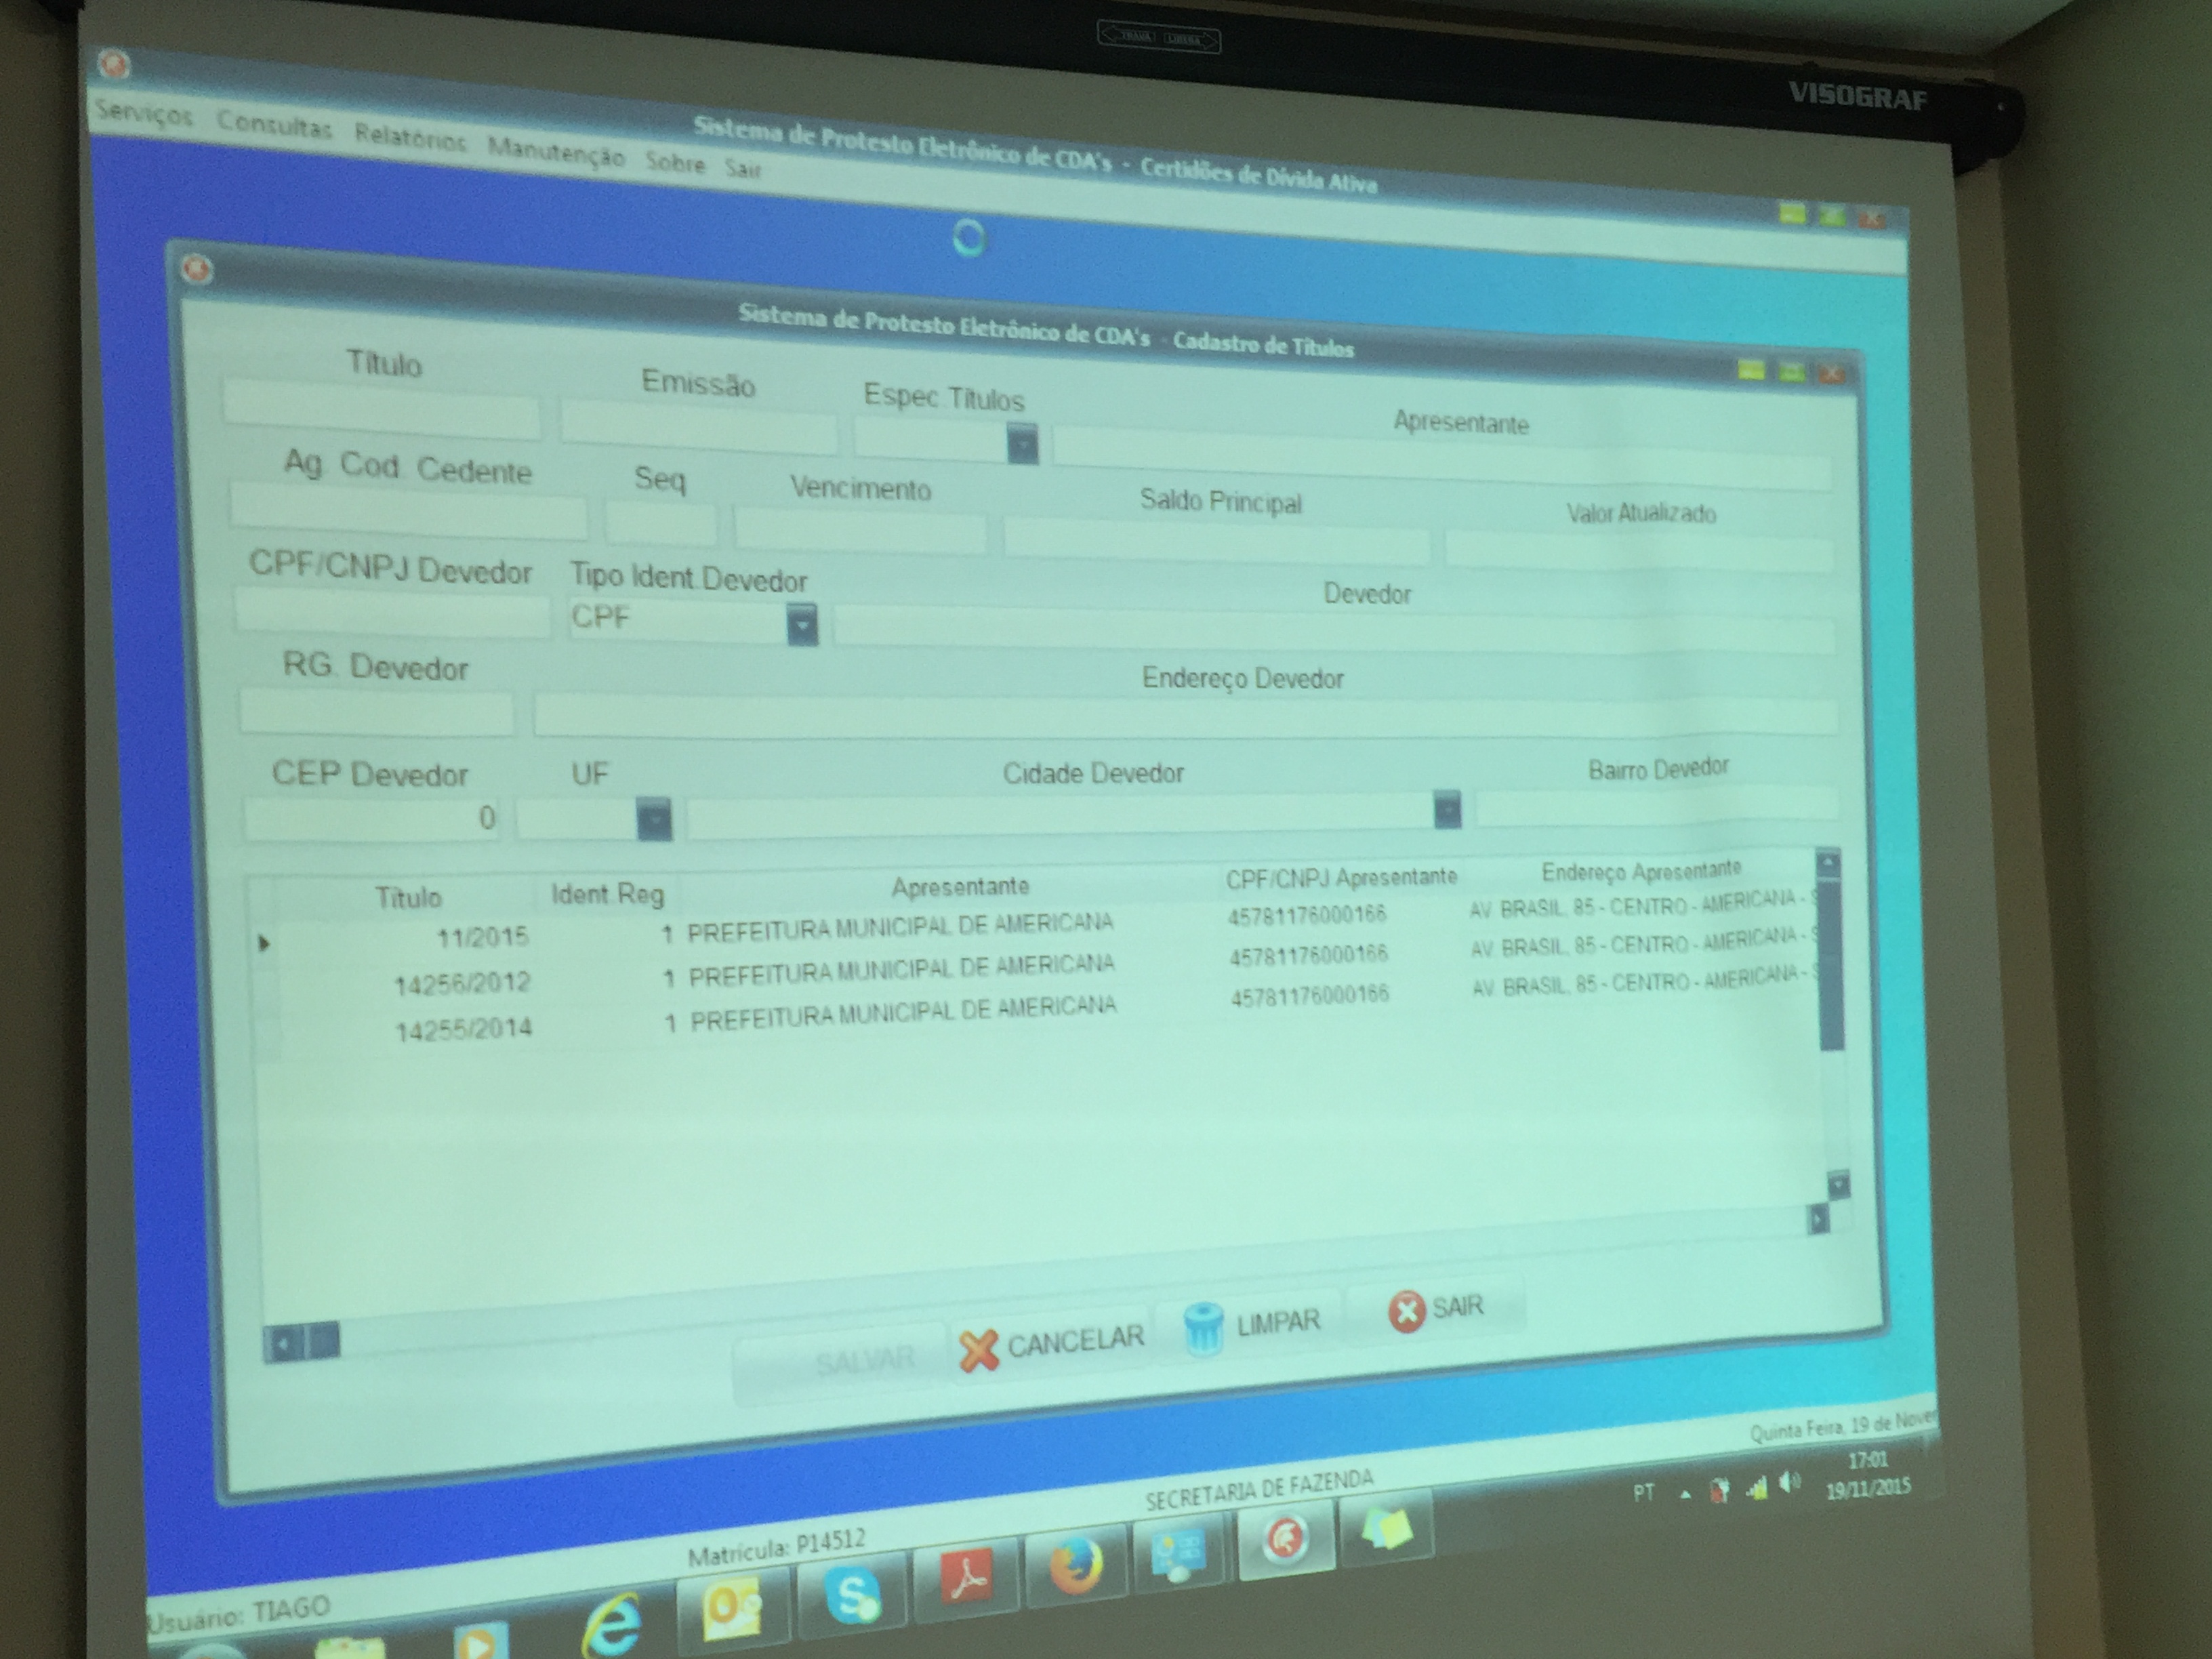 TRAVA LIBERA
VISOGRAF
Sistema de Protesto Eletrônico de CDA's - Certidões de Dívida Ativa
Serviços Consultas Relatórios Manutenção Sobre Sair
Sistema de Protesto Eletrônico de CDA's - Cadastro de Títulos
Título Emissão Espec.Títulos Apresentante
Ag. Cod. Cedente Seq Vencimento Saldo Principal Valor Atualizado
CPF/CNPJ Devedor Tipo Ident.Devedor Devedor
CPF
RG. Devedor Endereço Devedor
CEP Devedor UF Cidade Devedor Bairro Devedor
0
Título Ident.Reg Apresentante CPF/CNPJ Apresentante Endereço Apresentante
11/2015 1 PREFEITURA MUNICIPAL DE AMERICANA 45781176000166 AV. BRASIL, 85 - CENTRO - AMERICANA - S
14256/2012 1 PREFEITURA MUNICIPAL DE AMERICANA 45781176000166 AV. BRASIL, 85 - CENTRO - AMERICANA - S
14255/2014 1 PREFEITURA MUNICIPAL DE AMERICANA 45781176000166 AV. BRASIL, 85 - CENTRO - AMERICANA - S
SALVAR CANCELAR LIMPAR SAIR
Usuário: TIAGO Matrícula: P14512 SECRETARIA DE FAZENDA Quinta Feira, 19 de Nover
PT 17:01
19/11/2015